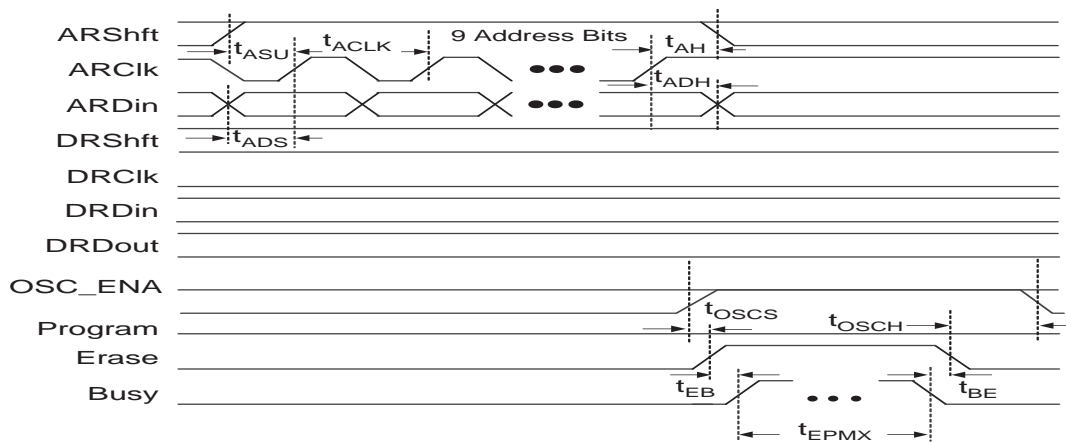 ARShft
tASU
tACLK
9 Address Bits
tAH
ARClk
tADH
ARDin
tADS
DRShft
DRClk
DRDin
DRDout
OSC_ENA
tOSCS
tOSCH
Program
Erase
tEB
tBE
Busy
tEPMX